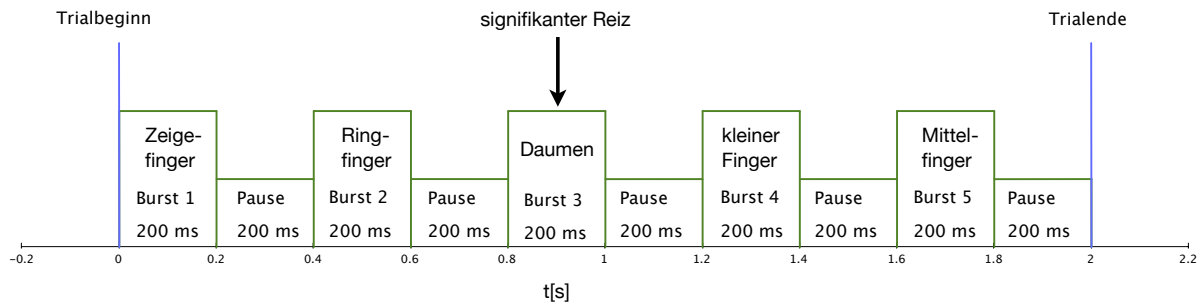 Trialbeginn
signifikanter Reiz
Trialende
Zeige-
finger
Burst 1
200 ms
Pause
200 ms
Ring-
finger
Burst 2
200 ms
Pause
200 ms
Daumen
Burst 3
200 ms
Pause
200 ms
kleiner
Finger
Burst 4
200 ms
Pause
200 ms
Mittel-
finger
Burst 5
200 ms
Pause
200 ms
-0.2 0 0.2 0.4 0.6 0.8 1 1.2 1.4 1.6 1.8 2 2.2
t[s]